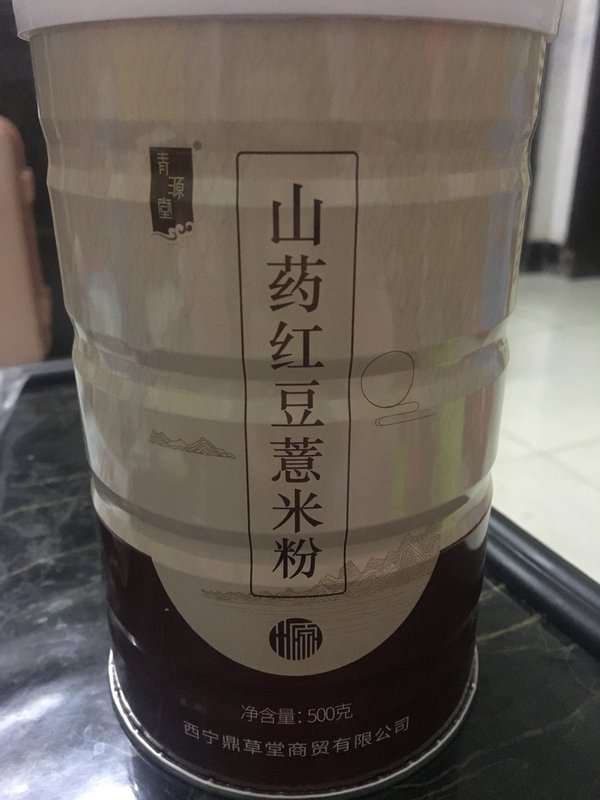 青源堂®
山药红豆薏米粉
净含量：500克
西宁鼎草堂商贸有限公司